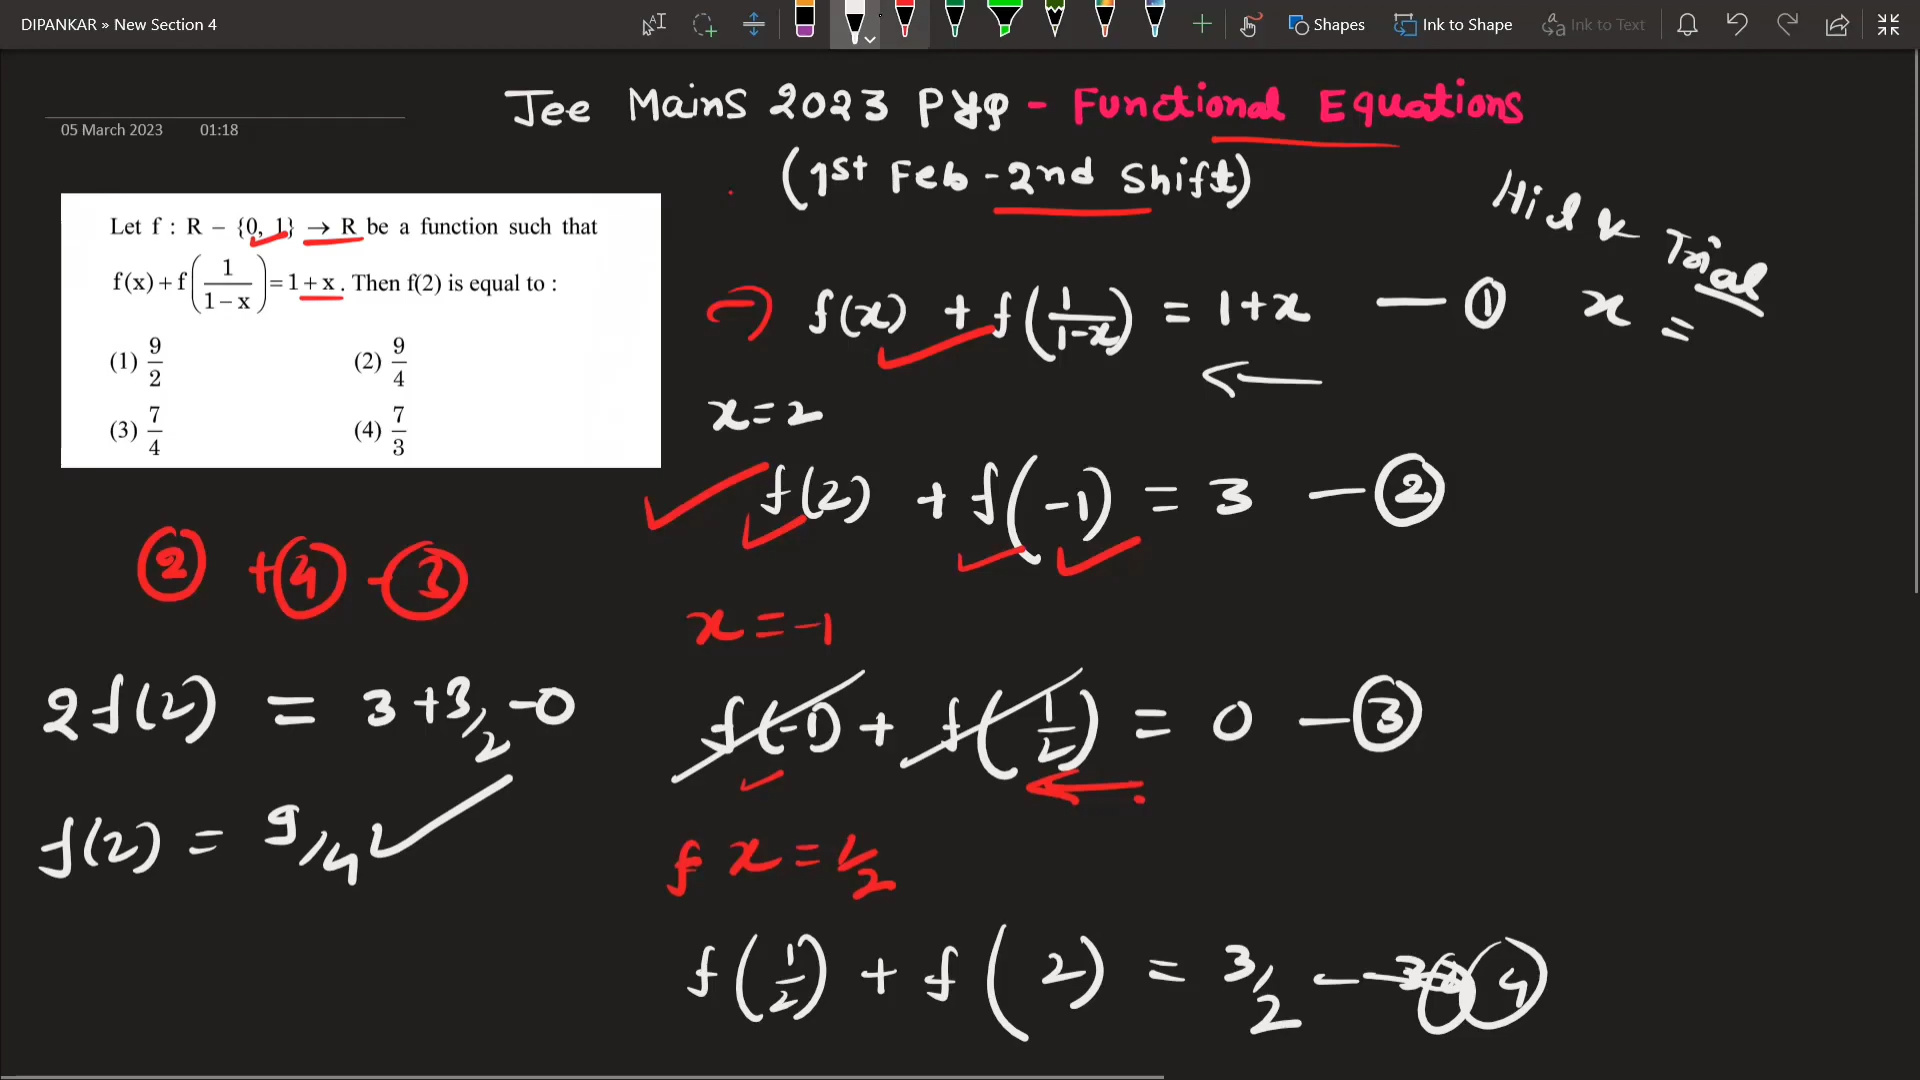 DIPANKAR » New Section 4
Shapes
Ink to Shape
Ink to Text
Jee Mains 2023 PYQ - Functional Equations
(1st Feb - 2nd Shift)
05 March 2023 01:18
Let f : R − {0, 1} → R be a function such that
f(x) + f(1/(1−x)) = 1 + x. Then f(2) is equal to :
(1) 9/2 (2) 9/4
(3) 7/4 (4) 7/3
Trial
x =
f(x) + f(1/(1-x)) = 1+x — ①
x = 2
f(2) + f(-1) = 3 — ②
x = -1
f(-1) + f(1/2) = 0 — ③
f x = 1/2
f(1/2) + f(2) = 3/2 — ④
② + ④ - ③
2f(2) = 3 + 3/2 - 0
f(2) = 9/4